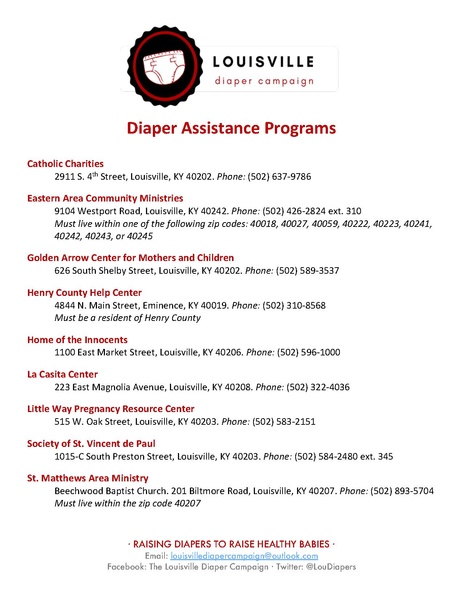 LOUISVILLE
diaper campaign
Diaper Assistance Programs
Catholic Charities
2911 S. 4th Street, Louisville, KY 40202. Phone: (502) 637-9786
Eastern Area Community Ministries
9104 Westport Road, Louisville, KY 40242. Phone: (502) 426-2824 ext. 310
Must live within one of the following zip codes: 40018, 40027, 40059, 40222, 40223, 40241,
40242, 40243, or 40245
Golden Arrow Center for Mothers and Children
626 South Shelby Street, Louisville, KY 40202. Phone: (502) 589-3537
Henry County Help Center
4844 N. Main Street, Eminence, KY 40019. Phone: (502) 310-8568
Must be a resident of Henry County
Home of the Innocents
1100 East Market Street, Louisville, KY 40206. Phone: (502) 596-1000
La Casita Center
223 East Magnolia Avenue, Louisville, KY 40208. Phone: (502) 322-4036
Little Way Pregnancy Resource Center
515 W. Oak Street, Louisville, KY 40203. Phone: (502) 583-2151
Society of St. Vincent de Paul
1015-C South Preston Street, Louisville, KY 40203. Phone: (502) 584-2480 ext. 345
St. Matthews Area Ministry
Beechwood Baptist Church. 201 Biltmore Road, Louisville, KY 40207. Phone: (502) 893-5704
Must live within the zip code 40207
· RAISING DIAPERS TO RAISE HEALTHY BABIES ·
Email: louisvillediapercampaign@outlook.com
Facebook: The Louisville Diaper Campaign · Twitter: @LouDiapers